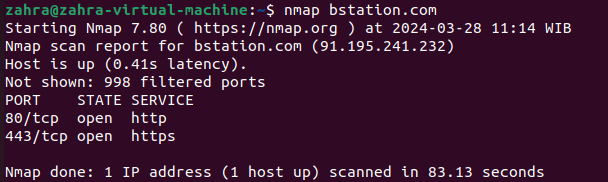 zahra@zahra-virtual-machine:~$ nmap bstation.com
Starting Nmap 7.80 ( https://nmap.org ) at 2024-03-28 11:14 WIB
Nmap scan report for bstation.com (91.195.241.232)
Host is up (0.41s latency).
Not shown: 998 filtered ports
PORT    STATE SERVICE
80/tcp  open  http
443/tcp open  https
Nmap done: 1 IP address (1 host up) scanned in 83.13 seconds